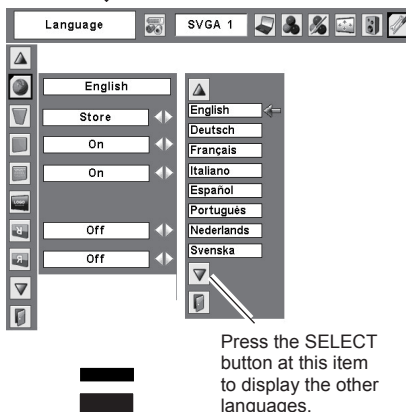 Language
SVGA 1
English
Store
On
On
Off
Off
English
Deutsch
Français
Italiano
Español
Português
Nederlands
Svenska
LOGO
Press the SELECT
button at this item
to display the other
languages.